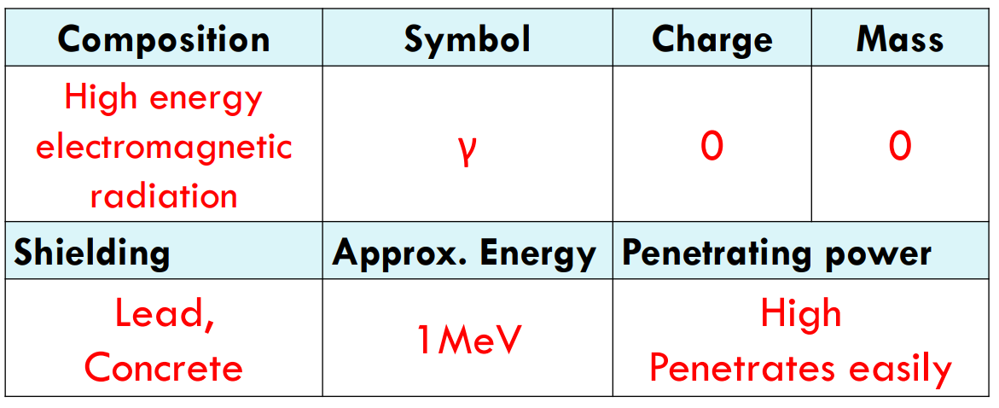 Composition Symbol Charge Mass
High energy
electromagnetic
radiation
γ
0
0
Shielding Approx. Energy Penetrating power
Lead,
Concrete
1MeV
High
Penetrates easily